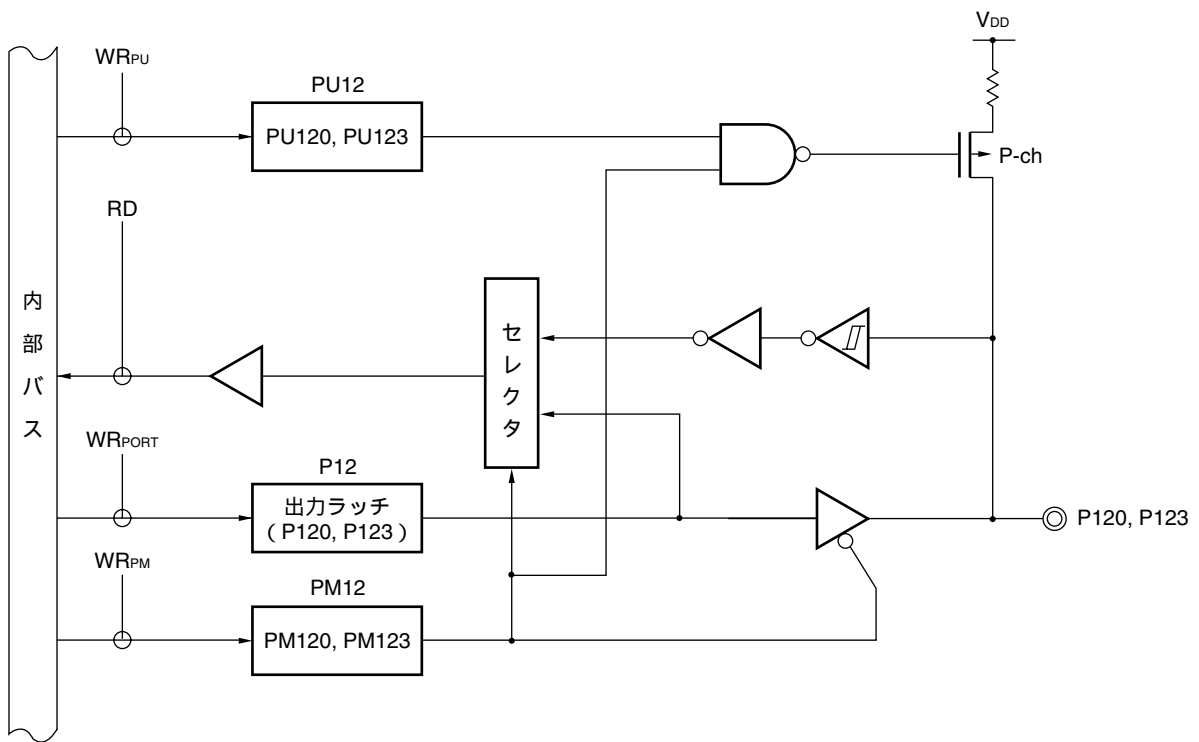 VDD
WRPU
PU12
PU120, PU123
P-ch
RD
内部バス
セレクタ
WRPORT
P12
出力ラッチ
( P120, P123 )
P120, P123
WRPM
PM12
PM120, PM123